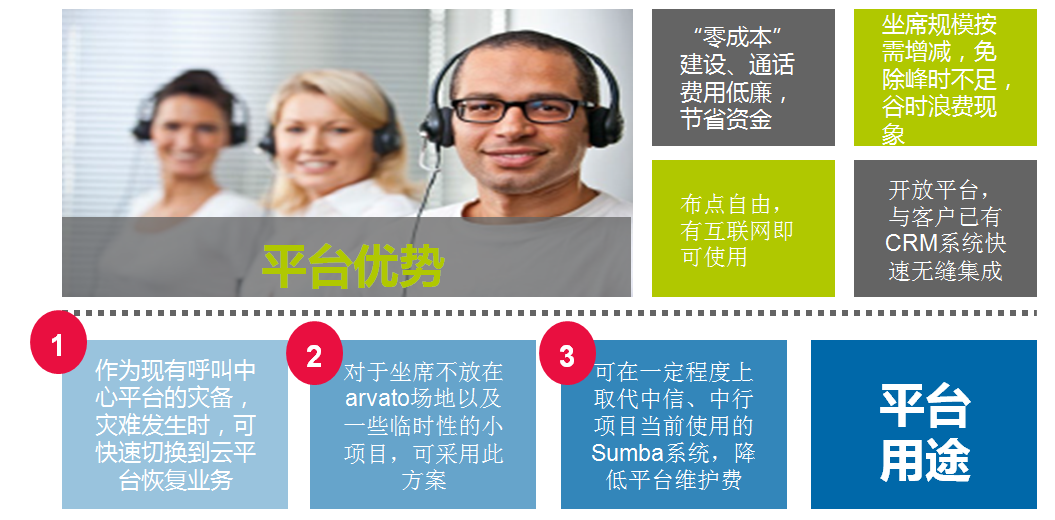 “零成本”
建设、通话
费用低廉，
节省资金
坐席规模按
需增减，免
除峰时不足，
谷时浪费现
象
布点自由，
有互联网即
可使用
开放平台，
与客户已有
CRM系统快
速无缝集成
平台优势
1
作为现有呼叫中
心平台的灾备，
灾难发生时，可
快速切换到云平
台恢复业务
2
对于坐席不放在
arvato场地以及
一些临时性的小
项目，可采用此
方案
3
可在一定程度上
取代中信、中行
项目当前使用的
Sumba系统，降
低平台维护费
平台
用途